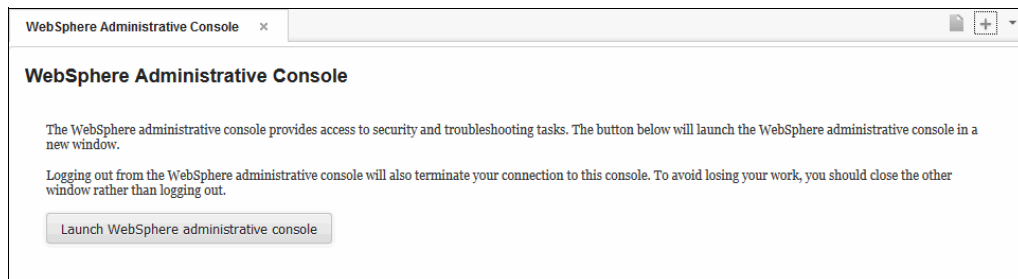 WebSphere Administrative Console
WebSphere Administrative Console
The WebSphere administrative console provides access to security and troubleshooting tasks. The button below will launch the WebSphere administrative console in a
new window.
Logging out from the WebSphere administrative console will also terminate your connection to this console. To avoid losing your work, you should close the other
window rather than logging out.
Launch WebSphere administrative console